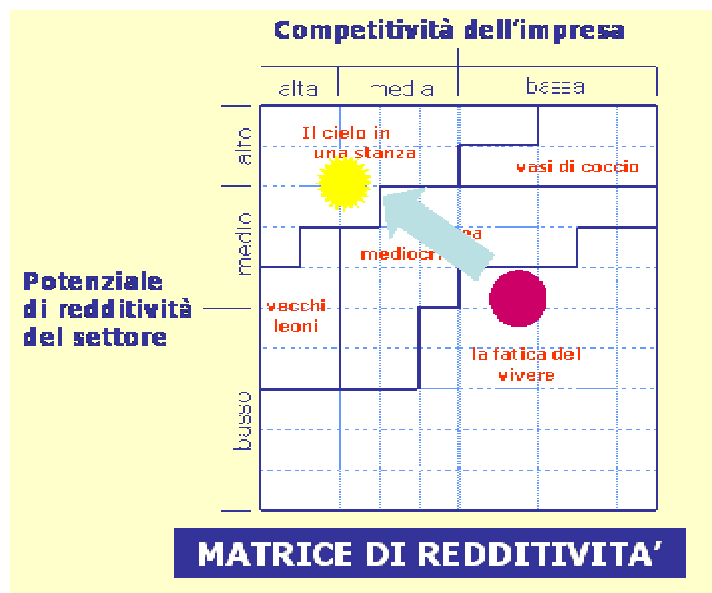 Competitività dell'impresa
alta
media
bassa
alto
Il cielo in
una stanza
vasi di coccio
medio
Potenziale
di redditività
del settore
vecchi
leoni
la fatica del
vivere
basso
MATRICE DI REDDITIVITA'